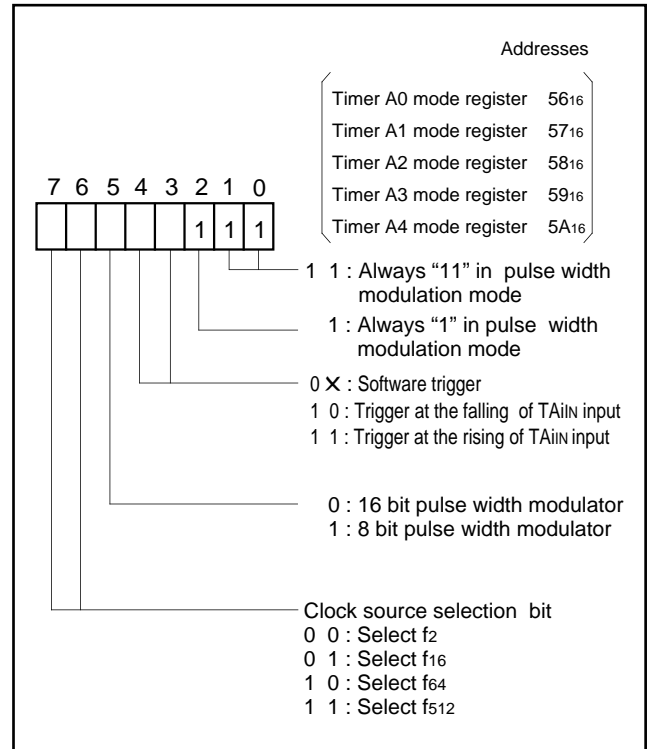 Addresses
Timer A0 mode register 5616
Timer A1 mode register 5716
Timer A2 mode register 5816
Timer A3 mode register 5916
Timer A4 mode register 5A16
7 6 5 4 3 2 1 0
1 1 1
1 1 : Always “11” in pulse width
modulation mode
1 : Always “1” in pulse width
modulation mode
0 × : Software trigger
1 0 : Trigger at the falling of TAiIN input
1 1 : Trigger at the rising of TAiIN input
0 : 16 bit pulse width modulator
1 : 8 bit pulse width modulator
Clock source selection bit
0 0 : Select f2
0 1 : Select f16
1 0 : Select f64
1 1 : Select f512